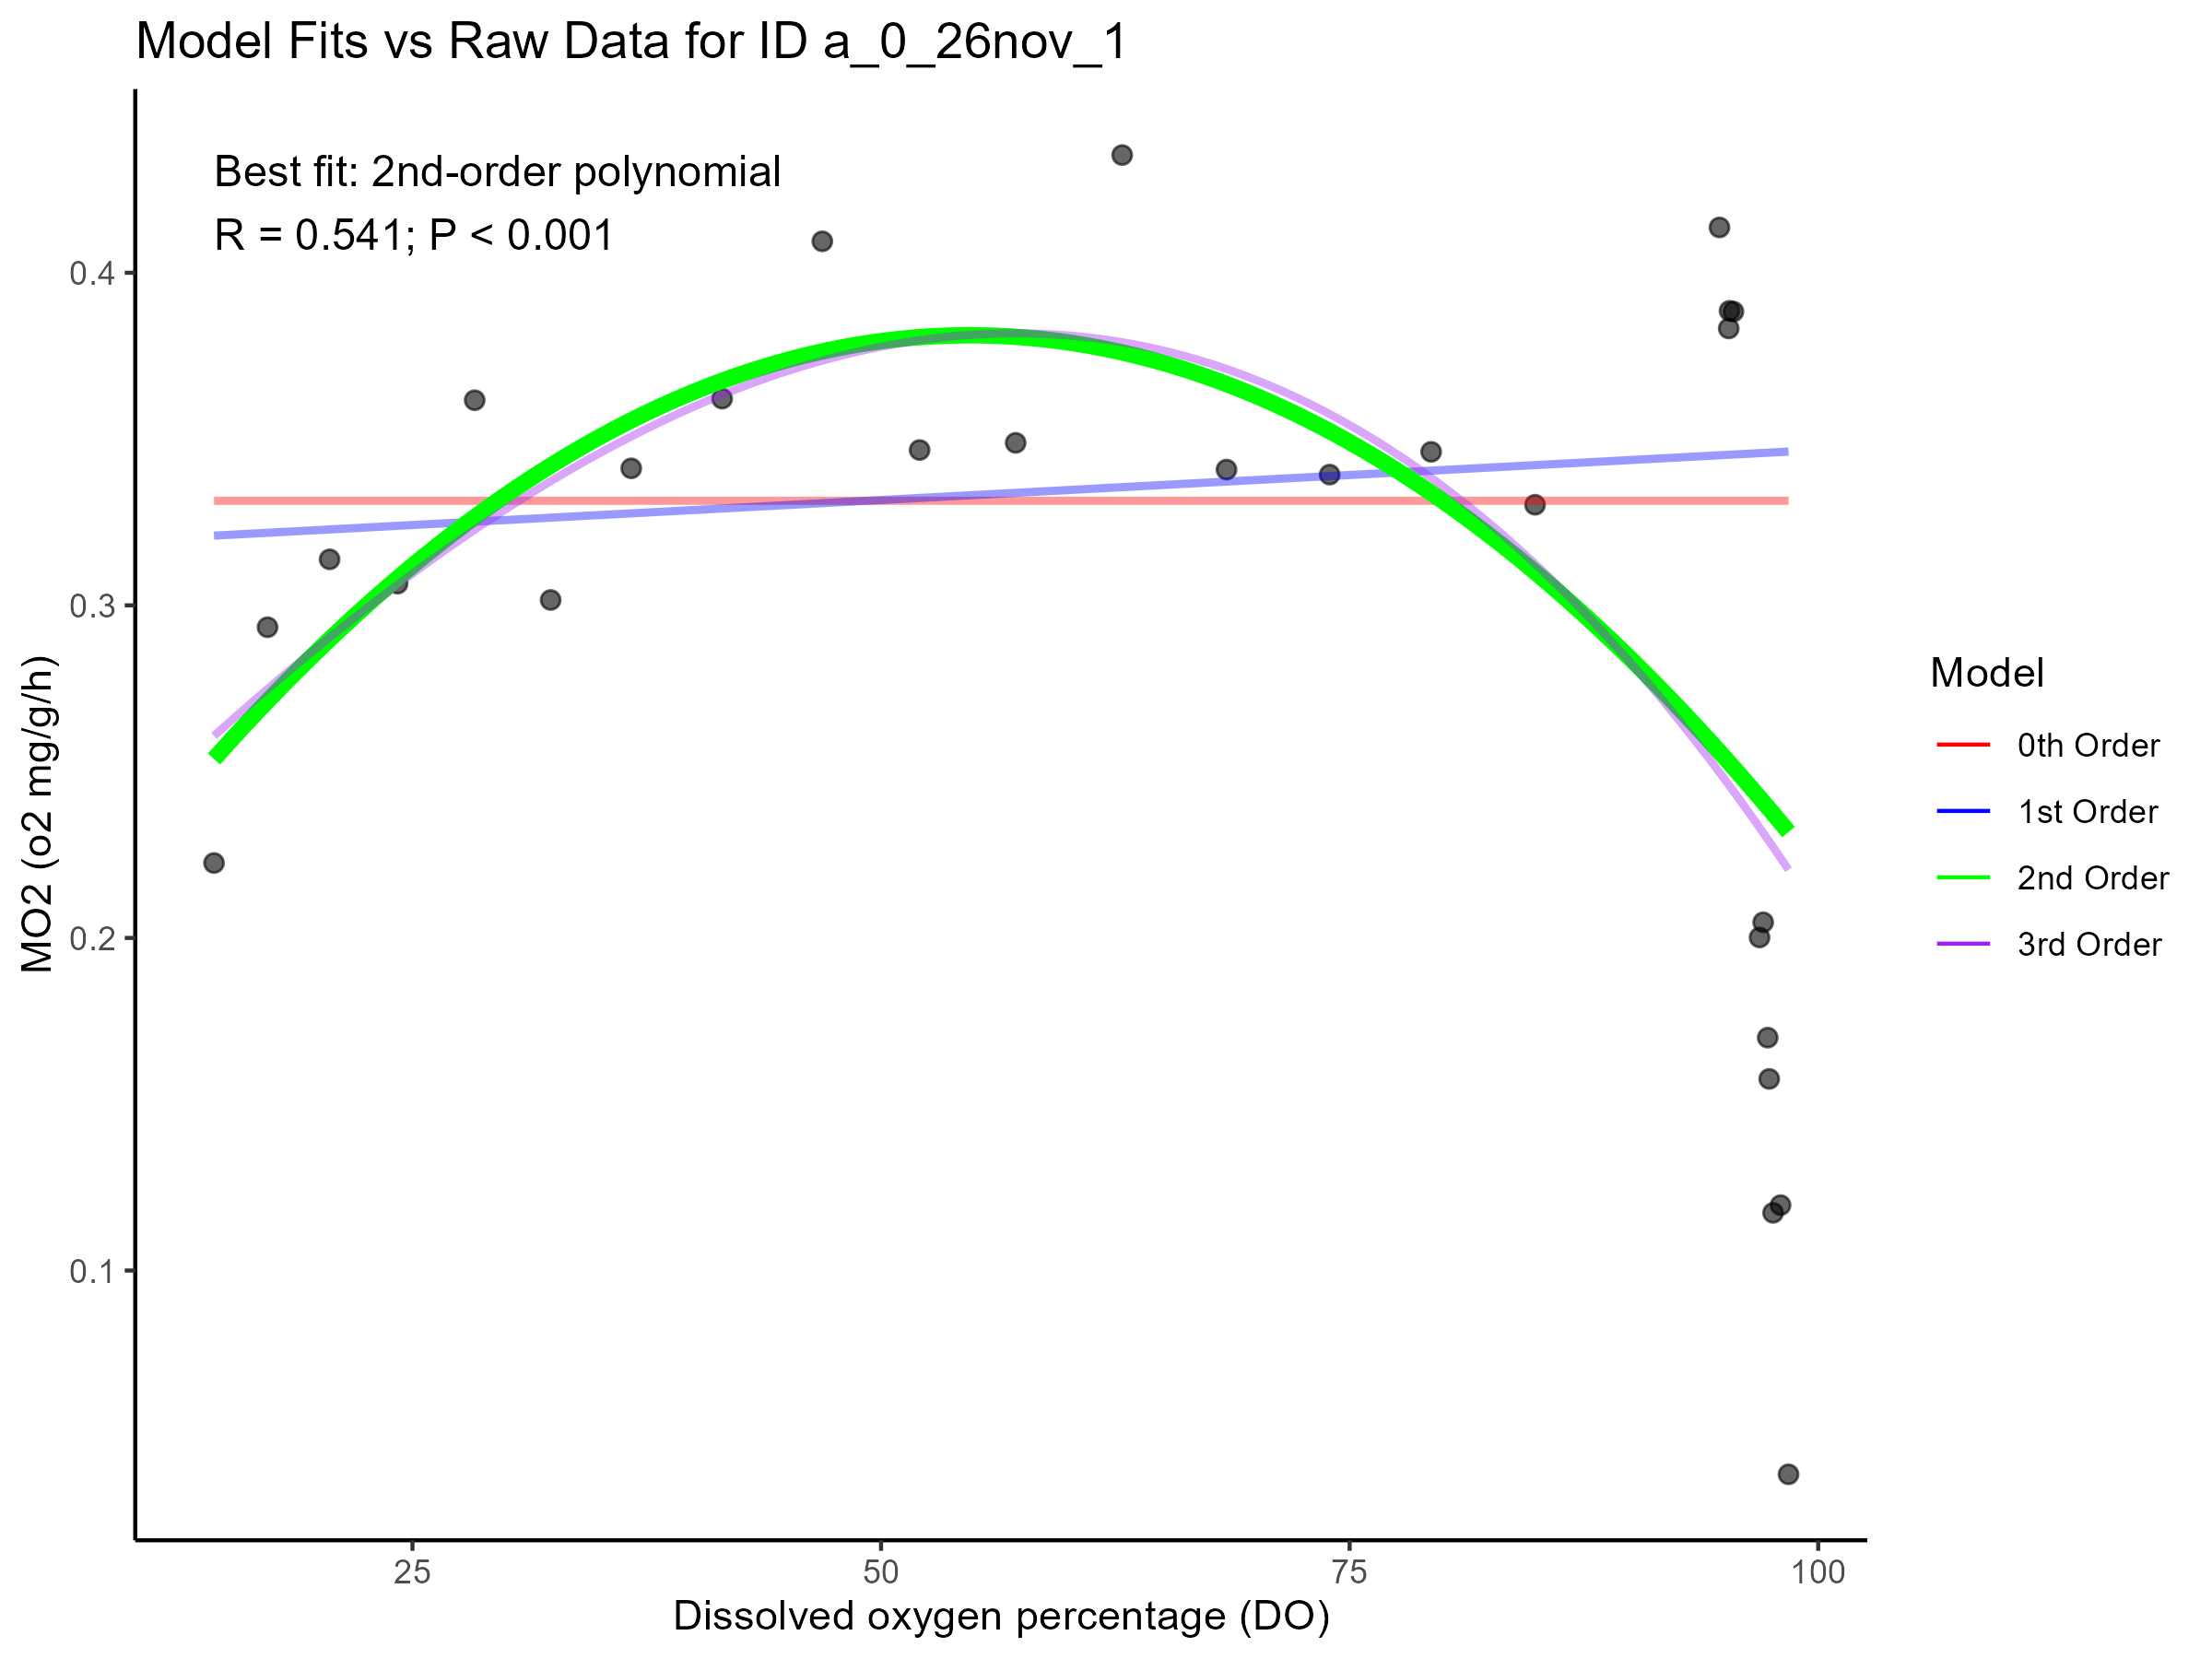 Model Fits vs Raw Data for ID a_0_26nov_1
Best fit: 2nd-order polynomial
R = 0.541; P < 0.001
0.4
0.3
0.2
0.1
MO2 (o2 mg/g/h)
25
50
75
100
Dissolved oxygen percentage (DO)
Model
0th Order
1st Order
2nd Order
3rd Order